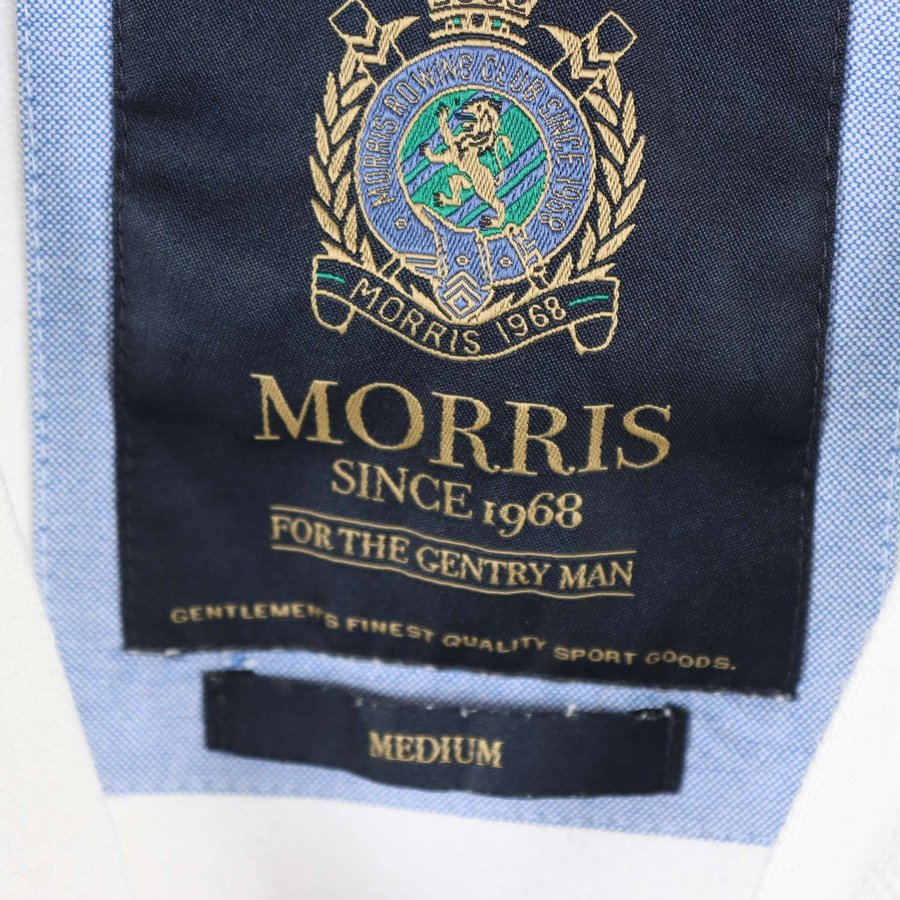 MORRIS ROWNS CLUB SINCE 1968
MORRIS 1968
MORRIS
SINCE 1968
FOR THE GENTRY MAN
GENTLEMEN'S FINEST QUALITY SPORT GOODS.
MEDIUM